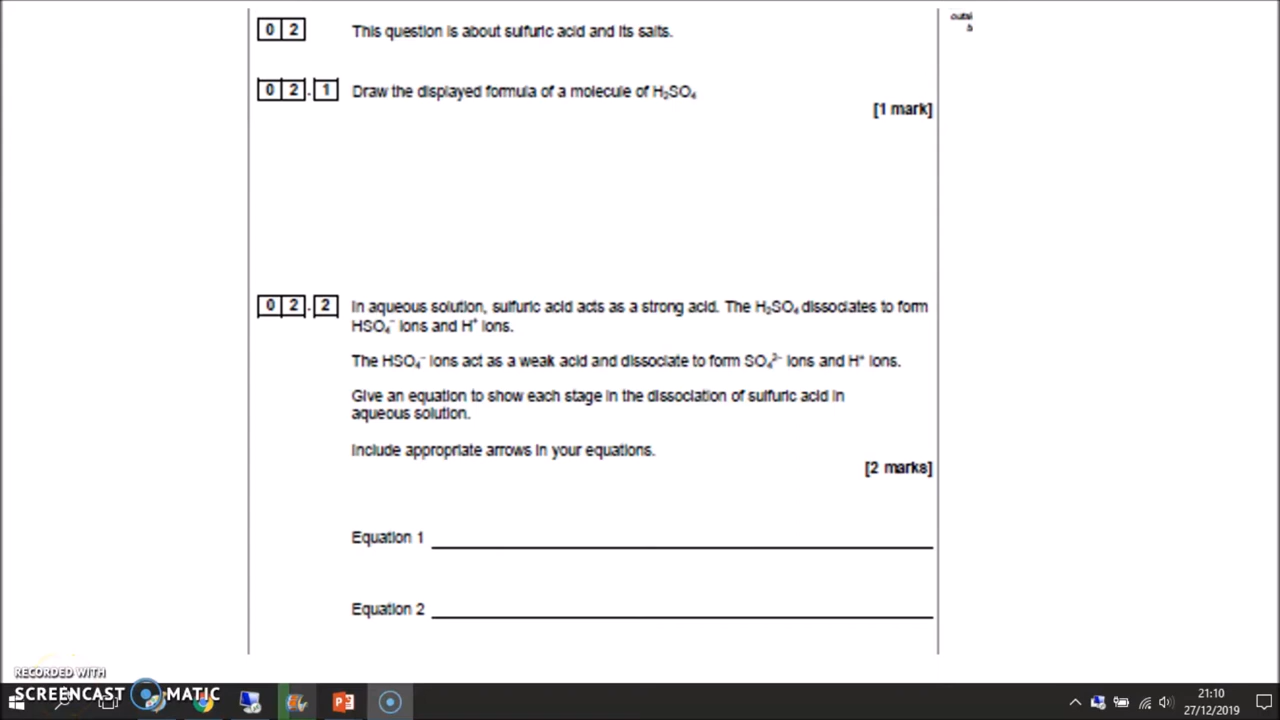 0 2 This question is about sulfuric acid and its salts.
0 2 . 1 Draw the displayed formula of a molecule of H₂SO₄
[1 mark]
0 2 . 2 In aqueous solution, sulfuric acid acts as a strong acid. The H₂SO₄ dissociates to form
HSO₄⁻ ions and H⁺ ions.
The HSO₄⁻ ions act as a weak acid and dissociate to form SO₄²⁻ ions and H⁺ ions.
Give an equation to show each stage in the dissociation of sulfuric acid in
aqueous solution.
Include appropriate arrows in your equations.
[2 marks]
Equation 1
Equation 2
RECORDED WITH
SCREENCAST MATIC
21:10
27/12/2019